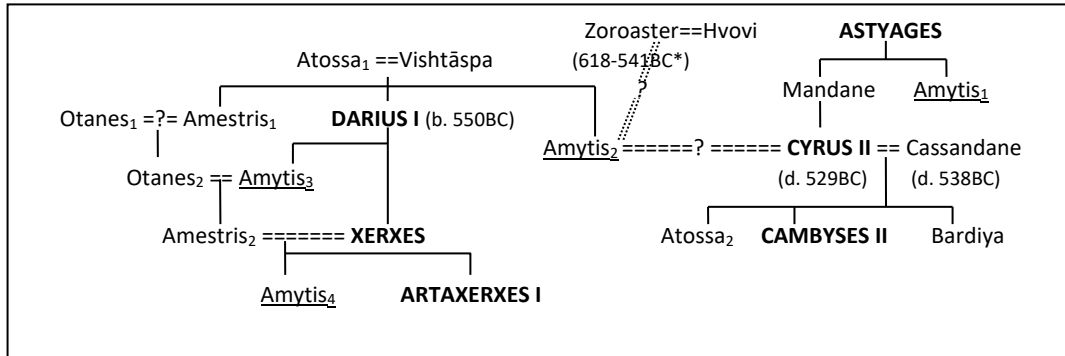 Zoroaster==Hvovi ASTYAGES
Atossa₁ ==Vishtāspa (618-541BC*)
? Mandane Amytis₁
Otanes₁ =?= Amestris₁ DARIUS I (b. 550BC)
Amytis₂ ======? ====== CYRUS II == Cassandane
Otanes₂ == Amytis₃ (d. 529BC) (d. 538BC)
Amestris₂ ======= XERXES Atossa₂ CAMBYSES II Bardiya
Amytis₄ ARTAXERXES I